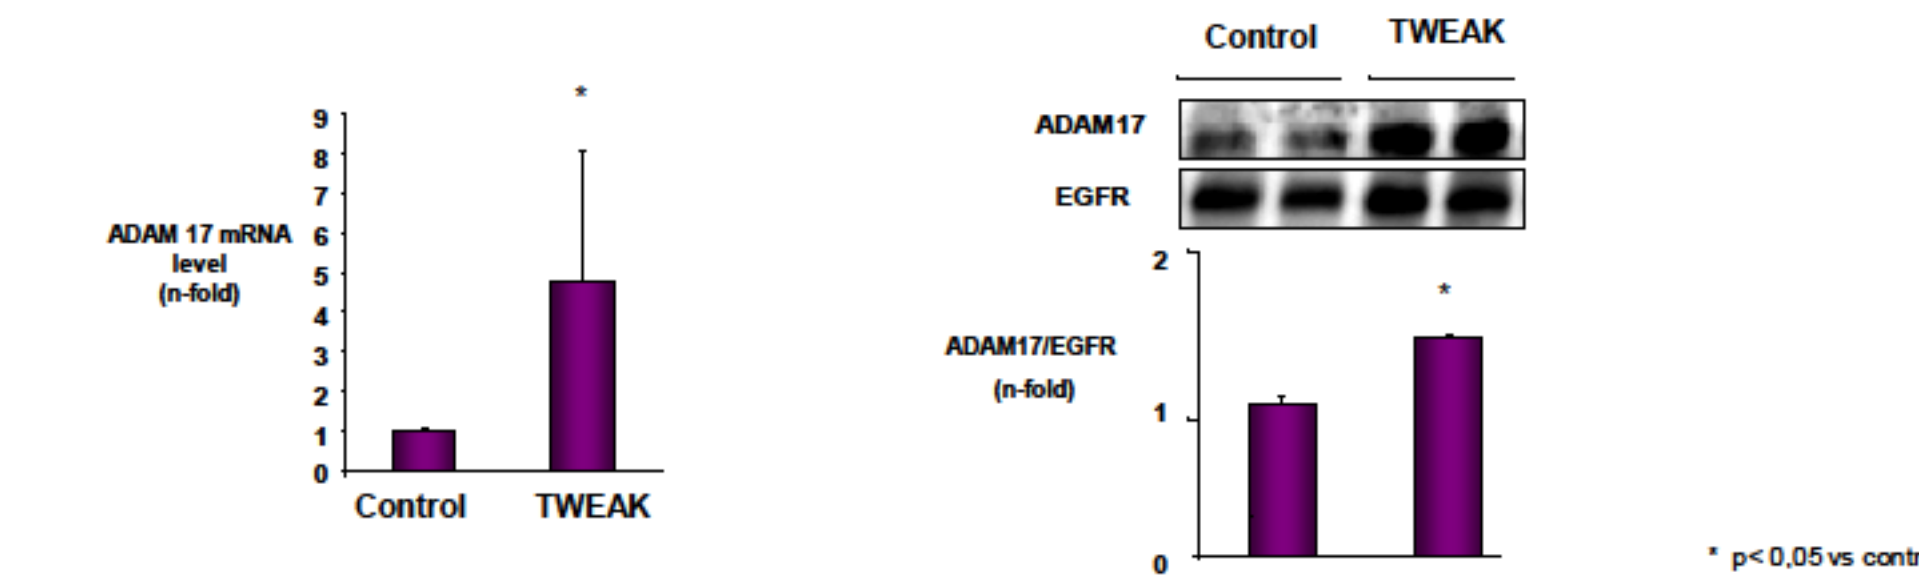 *
9
8
7
6
5
4
3
2
1
0
ADAM 17 mRNA
level
(n-fold)
Control TWEAK
Control TWEAK
ADAM17
EGFR
2
*
ADAM17/EGFR
(n-fold)
1
0
* p< 0,05 vs contr